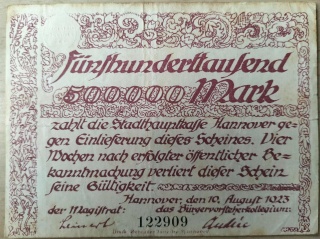 Fünfhunderttausend
500000 Mark
zahlt die Stadthauptkasse Hannover ge-
gen Einlieferung dieses Scheines. Vier
Wochen nach erfolgter öffentlicher Be-
kanntmachung verliert dieser Schein
seine Gültigkeit.
Hannover, den 10. August 1923
der Magistrat: das Bürgervorsteherkollegium:
122909